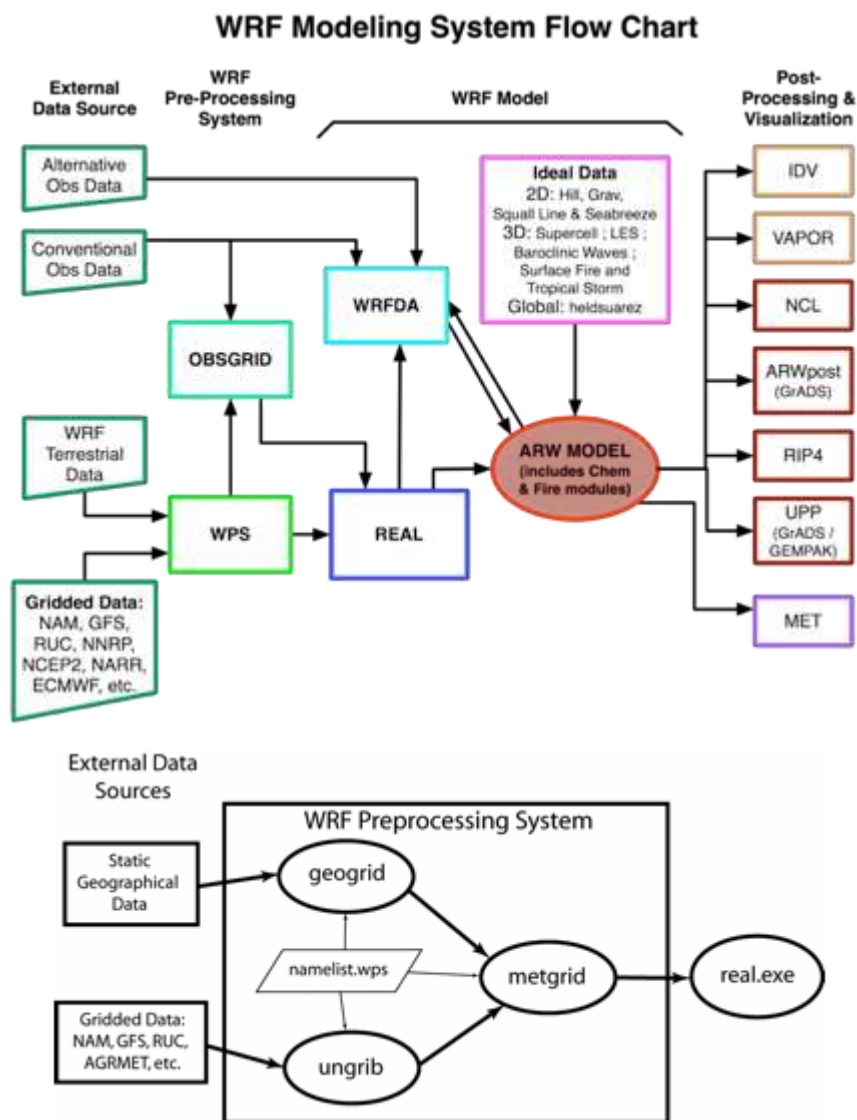 WRF Modeling System Flow Chart
External
Data Source
WRF
Pre-Processing
System
WRF Model
Post-
Processing &
Visualization
Alternative
Obs Data
Conventional
Obs Data
WRF
Terrestrial
Data
Gridded Data:
NAM, GFS,
RUC, NNRP,
NCEP2, NARR,
ECMWF, etc.
OBSGRID
WPS
WRFDA
REAL
Ideal Data
2D: Hill, Grav,
Squall Line & Seabreeze
3D: Supercell ; LES ;
Baroclinic Waves ;
Surface Fire and
Tropical Storm
Global: heldsuarez
ARW MODEL
(includes Chem
& Fire modules)
IDV
VAPOR
NCL
ARWpost
(GrADS)
RIP4
UPP
(GrADS /
GEMPAK)
MET
External Data
Sources
WRF Preprocessing System
Static
Geographical
Data
geogrid
namelist.wps
metgrid
real.exe
Gridded Data:
NAM, GFS, RUC,
AGRMET, etc.
ungrib